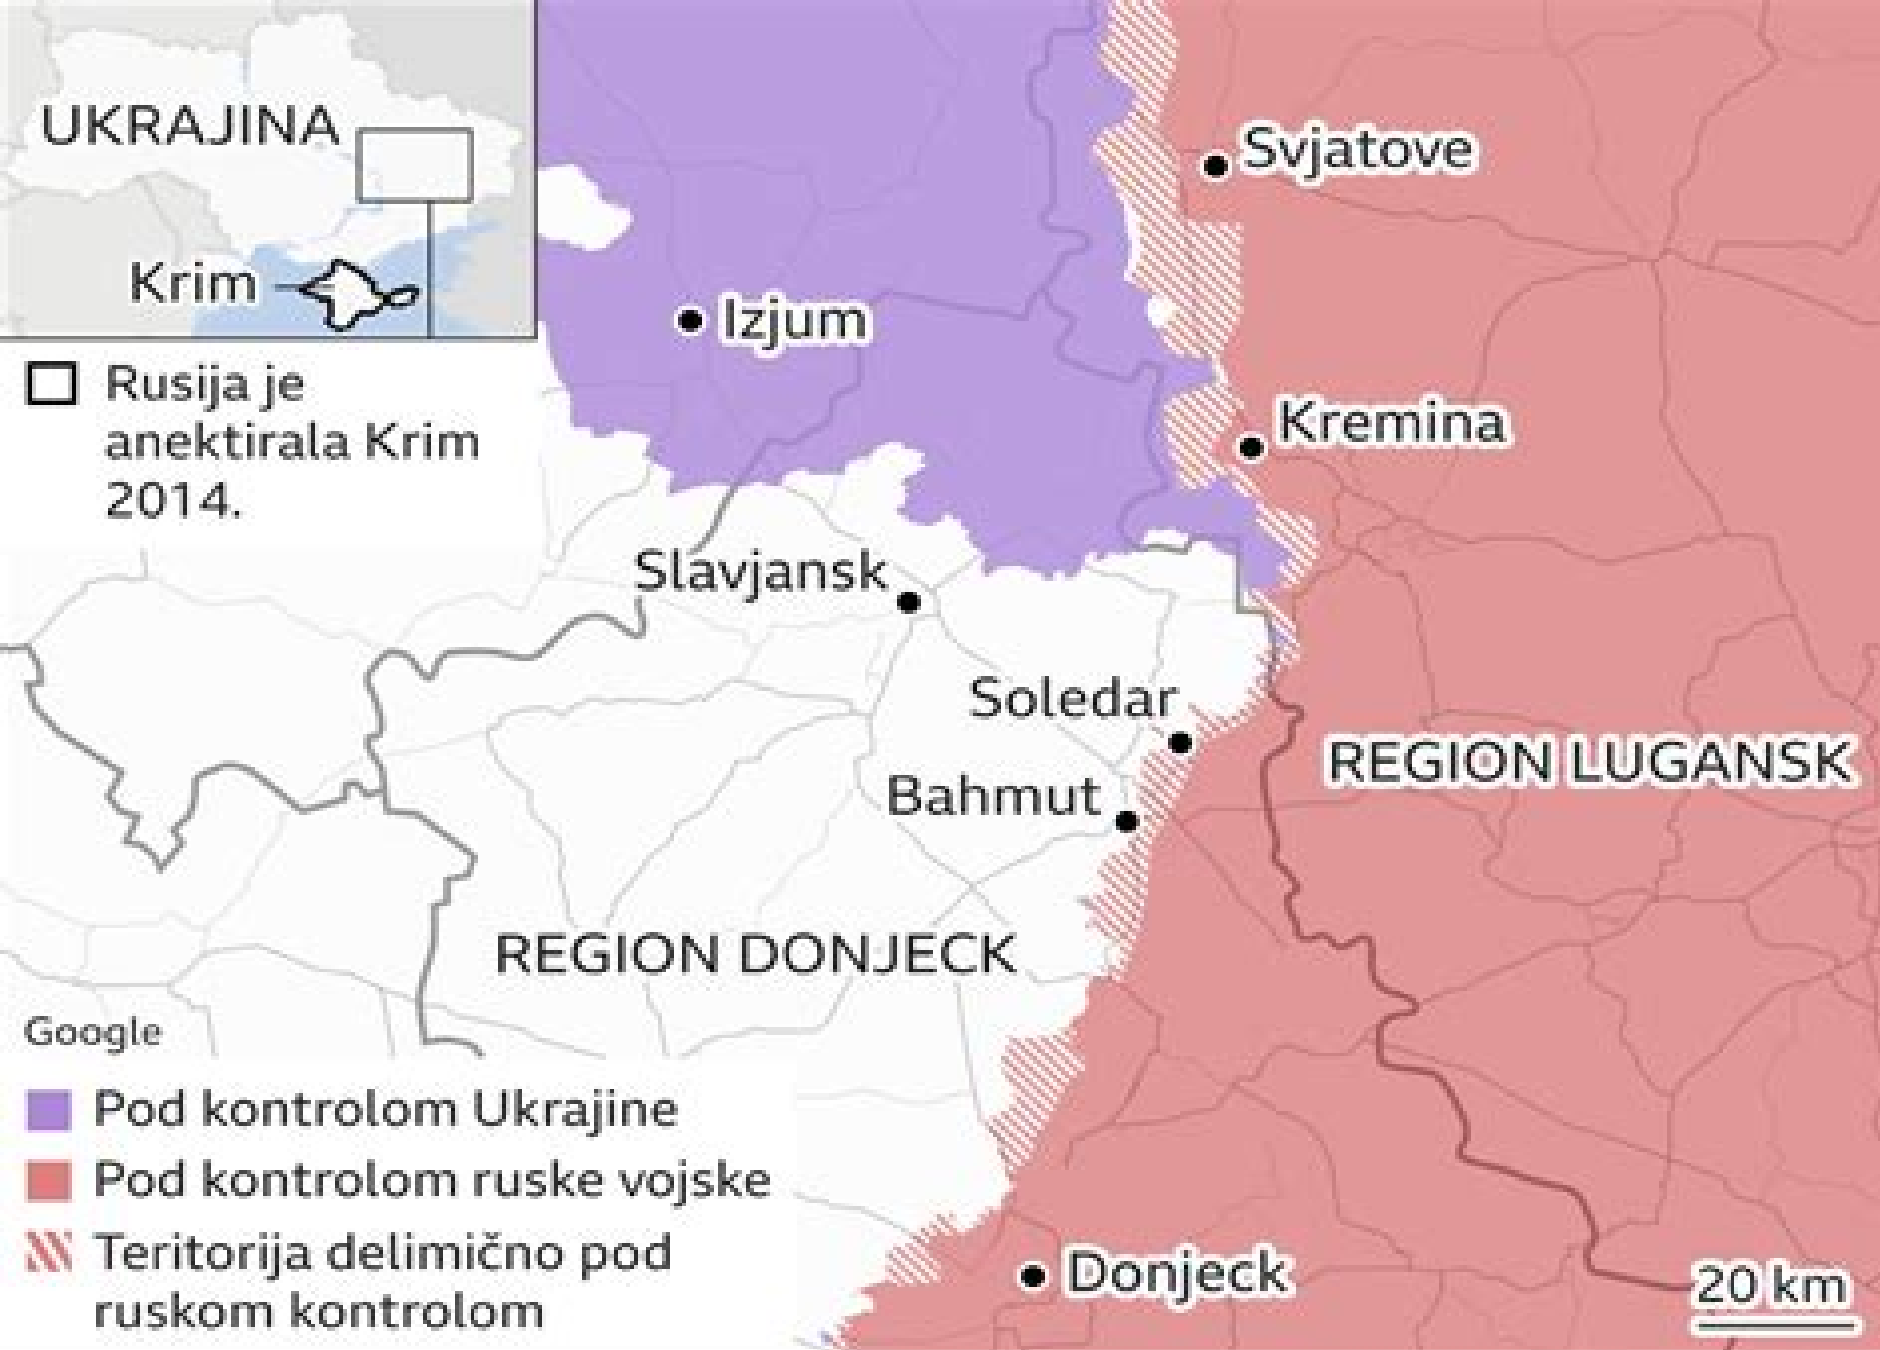 UKRAJINA
Krim
Rusija je
anektirala Krim
2014.
Svjatove
Izjum
Kremina
Slavjansk
Soledar
Bahmut
REGION LUGANSK
REGION DONJECK
Donjeck
Google
Pod kontrolom Ukrajine
Pod kontrolom ruske vojske
Teritorija delimično pod
ruskom kontrolom
20 km